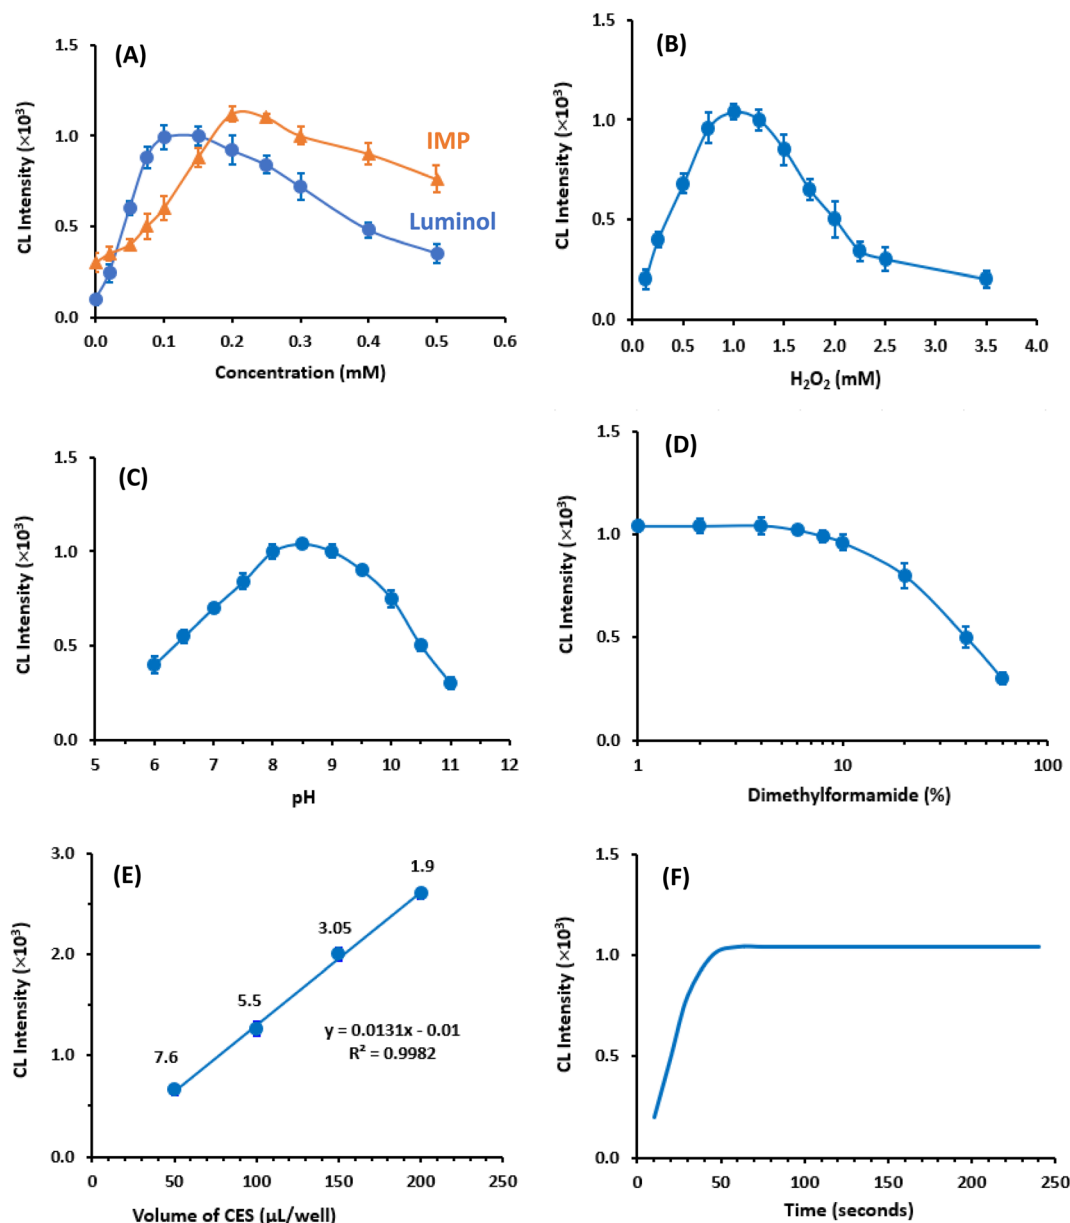 (A)
CL Intensity (×10³)
1.5
1.0
0.5
0.0
IMP
Luminol
0.0 0.1 0.2 0.3 0.4 0.5 0.6
Concentration (mM)
(B)
CL Intensity (×10³)
1.5
1.0
0.5
0.0
0.0 0.5 1.0 1.5 2.0 2.5 3.0 3.5 4.0
H₂O₂ (mM)
(C)
CL Intensity (×10³)
1.5
1.0
0.5
0.0
5 6 7 8 9 10 11 12
pH
(D)
CL Intensity (×10³)
1.5
1.0
0.5
0.0
1 10 100
Dimethylformamide (%)
(E)
CL Intensity (×10³)
3.0
2.0
1.0
0.0
7.6
5.5
3.05
1.9
y = 0.0131x - 0.01
R² = 0.9982
0 50 100 150 200 250
Volume of CES (µL/well)
(F)
CL Intensity (×10³)
1.5
1.0
0.5
0.0
0 50 100 150 200 250
Time (seconds)